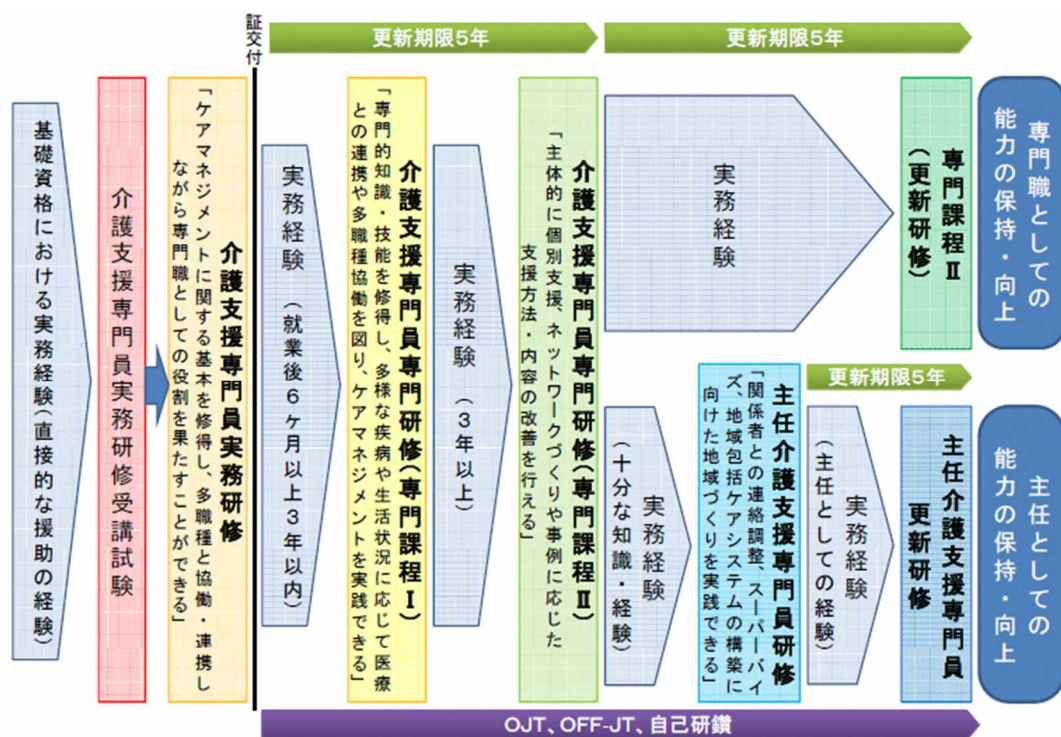 証交付
更新期限5年
更新期限5年
基礎資格における実務経験(直接的な援助の経験)
介護支援専門員実務研修受講試験
介護支援専門員実務研修
「ケアマネジメントに関する基本を修得し、多職種と協働・連携し
ながら専門職としての役割を果たすことができる」
実務経験(就業後6ヶ月以上3年以内)
介護支援専門員専門研修(専門課程Ⅰ)
「専門的知識・技能を修得し、多様な疾病や生活状況に応じて医療
との連携や多職種協働を図り、ケアマネジメントを実践できる」
実務経験(3年以上)
介護支援専門員専門研修(専門課程Ⅱ)
「主体的に個別支援、ネットワークづくりや事例に応じた
支援方法・内容の改善を行える」
実務経験
専門課程Ⅱ
(更新研修)
専門職としての
能力の保持・向上
実務経験
(十分な知識・経験)
主任介護支援専門員研修
「関係者との連絡調整、スーパーバイ
ズ、地域包括ケアシステムの構築に
向けた地域づくりを実践できる」
更新期限5年
実務経験
(主任としての経験)
主任介護支援専門員
更新研修
主任としての
能力の保持・向上
OJT、OFF-JT、自己研鑽